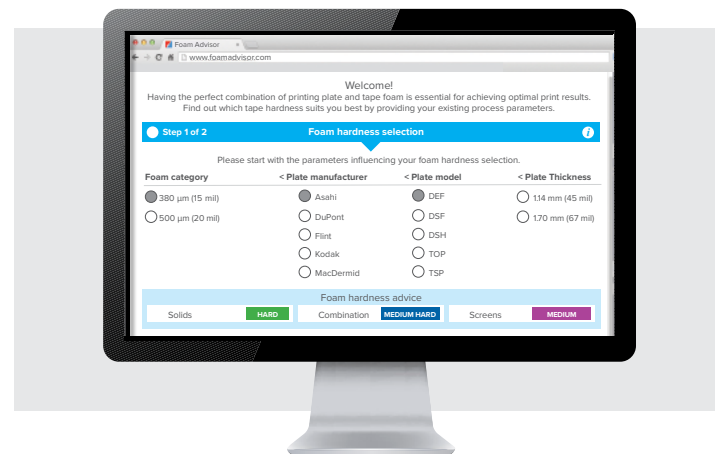 Foam Advisor
www.foamadvisor.com
Welcome!
Having the perfect combination of printing plate and tape foam is essential for achieving optimal print results.
Find out which tape hardness suits you best by providing your existing process parameters.
Step 1 of 2 Foam hardness selection i
Please start with the parameters influencing your foam hardness selection.
Foam category < Plate manufacturer < Plate model < Plate Thickness
380 µm (15 mil) Asahi DEF 1.14 mm (45 mil)
500 µm (20 mil) DuPont DSF 1.70 mm (67 mil)
Flint DSH
Kodak TOP
MacDermid TSP
Foam hardness advice
Solids HARD Combination MEDIUM HARD Screens MEDIUM